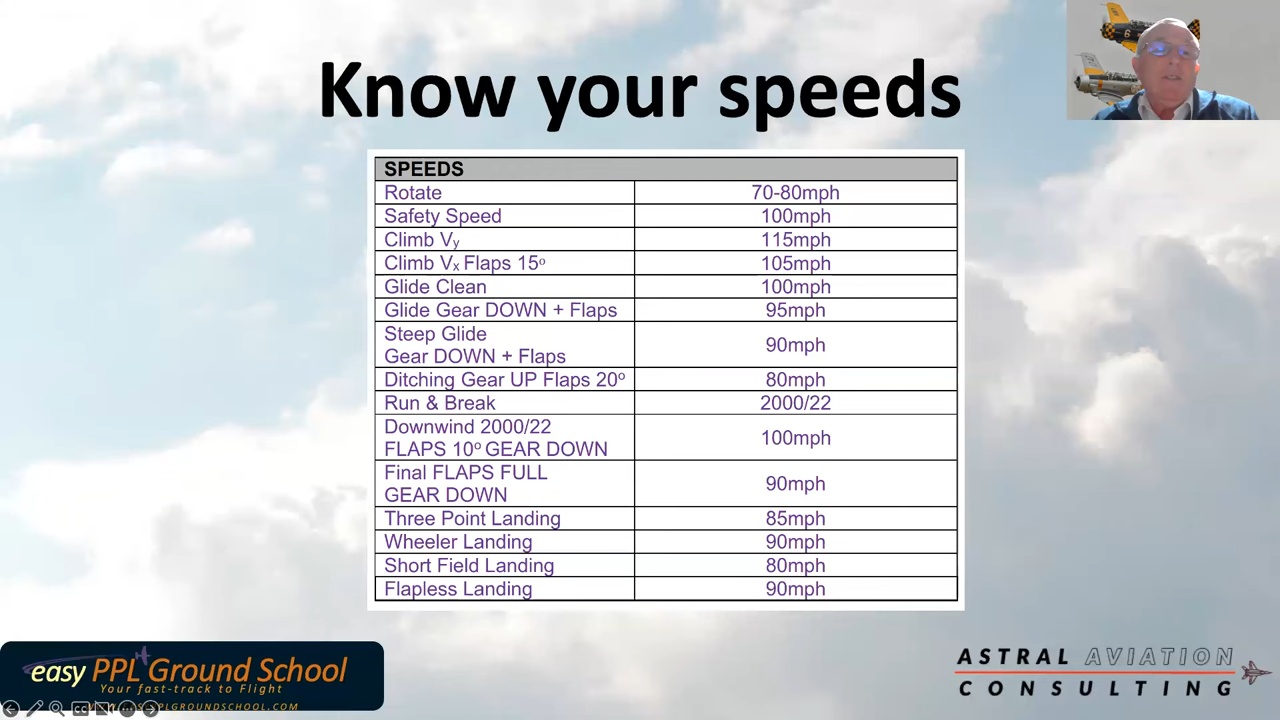 Know your speeds
SPEEDS
Rotate 70-80mph
Safety Speed 100mph
Climb Vy 115mph
Climb Vx Flaps 15º 105mph
Glide Clean 100mph
Glide Gear DOWN + Flaps 95mph
Steep Glide
Gear DOWN + Flaps 90mph
Ditching Gear UP Flaps 20º 80mph
Run & Break 2000/22
Downwind 2000/22
FLAPS 10º GEAR DOWN 100mph
Final FLAPS FULL
GEAR DOWN 90mph
Three Point Landing 85mph
Wheeler Landing 90mph
Short Field Landing 80mph
Flapless Landing 90mph
easy PPL Ground School
Your fast-track to Flight
ASTRAL AVIATION
CONSULTING
6